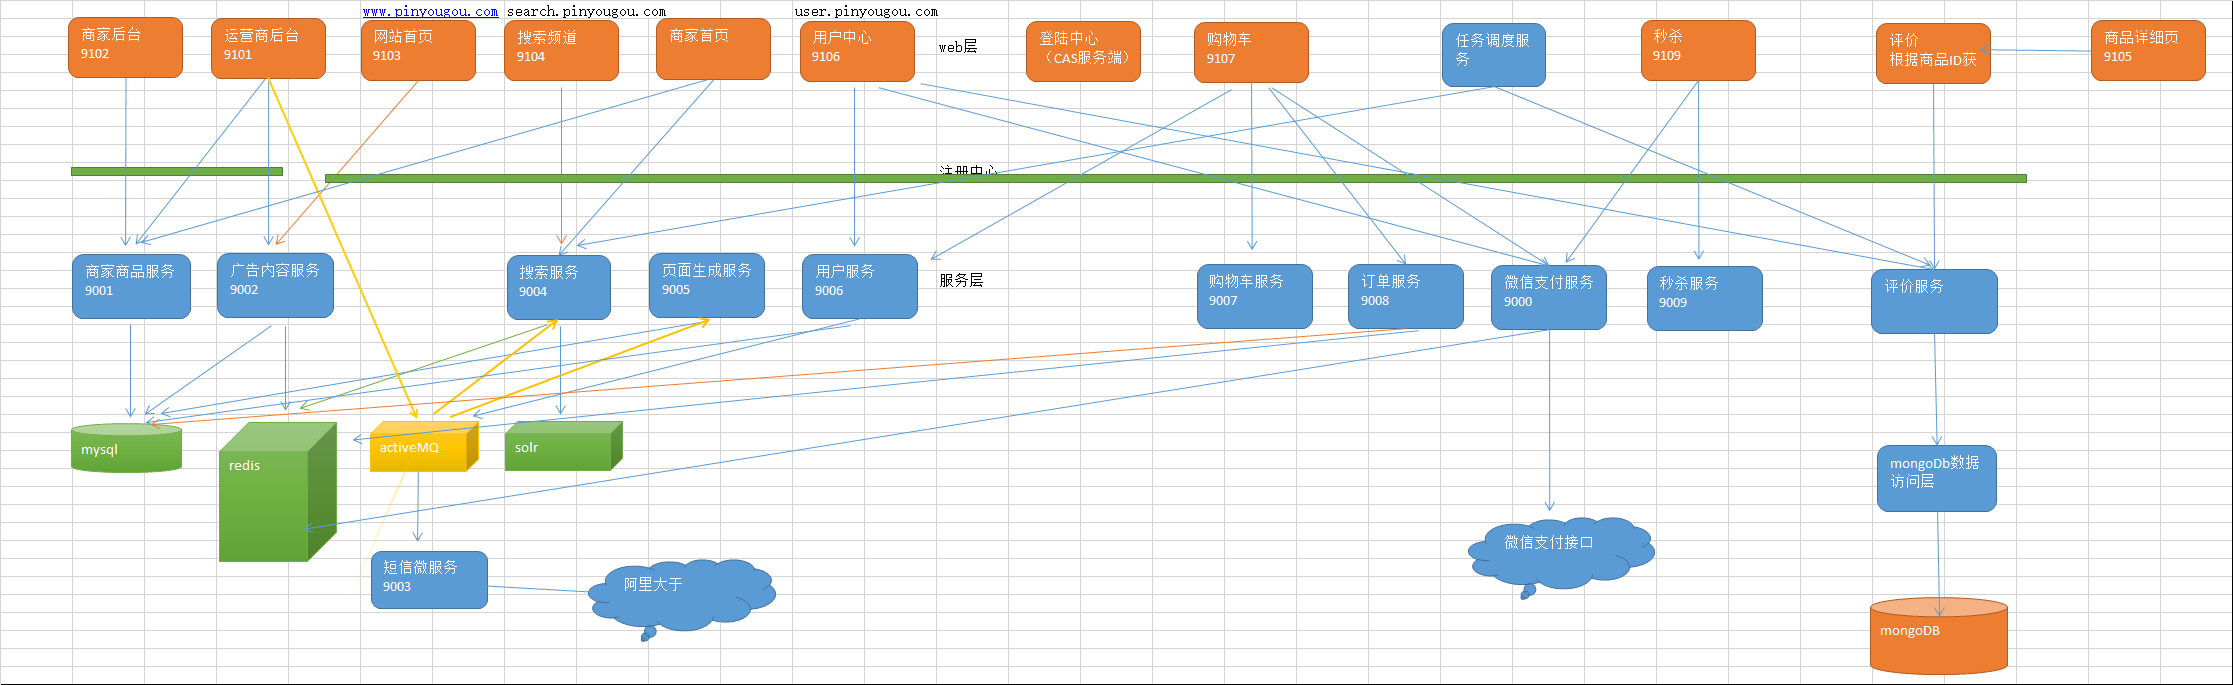 www.pinyougou.com
search.pinyougou.com
user.pinyougou.com
商家后台
9102
运营商后台
9101
网站首页
9103
搜索频道
9104
商家首页
用户中心
9106
web层
登陆中心
（CAS服务端）
购物车
9107
任务调度服
务
秒杀
9109
评价
根据商品ID获
商品详细页
9105
注册中心
商家商品服务
9001
广告内容服务
9002
搜索服务
9004
页面生成服务
9005
用户服务
9006
服务层
购物车服务
9007
订单服务
9008
微信支付服务
9000
秒杀服务
9009
评价服务
mysql
redis
activeMQ
solr
mongoDb数据
访问层
短信微服务
9003
阿里大于
微信支付接口
mongoDB